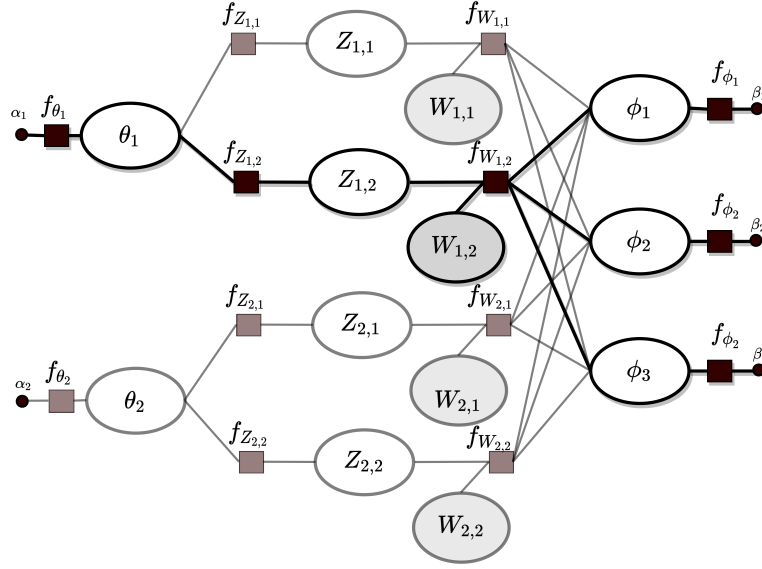 f_{Z_{1,1}} Z_{1,1} f_{W_{1,1}}
W_{1,1} ϕ_1 f_{ϕ_1} β
α_1 f_{θ_1} θ_1
f_{Z_{1,2}} Z_{1,2} f_{W_{1,2}}
W_{1,2} ϕ_2 f_{ϕ_2} β_2
f_{Z_{2,1}} Z_{2,1} f_{W_{2,1}}
W_{2,1} ϕ_3 f_{ϕ_2} β
α_2 f_{θ_2} θ_2
f_{Z_{2,2}} Z_{2,2} f_{W_{2,2}}
W_{2,2}